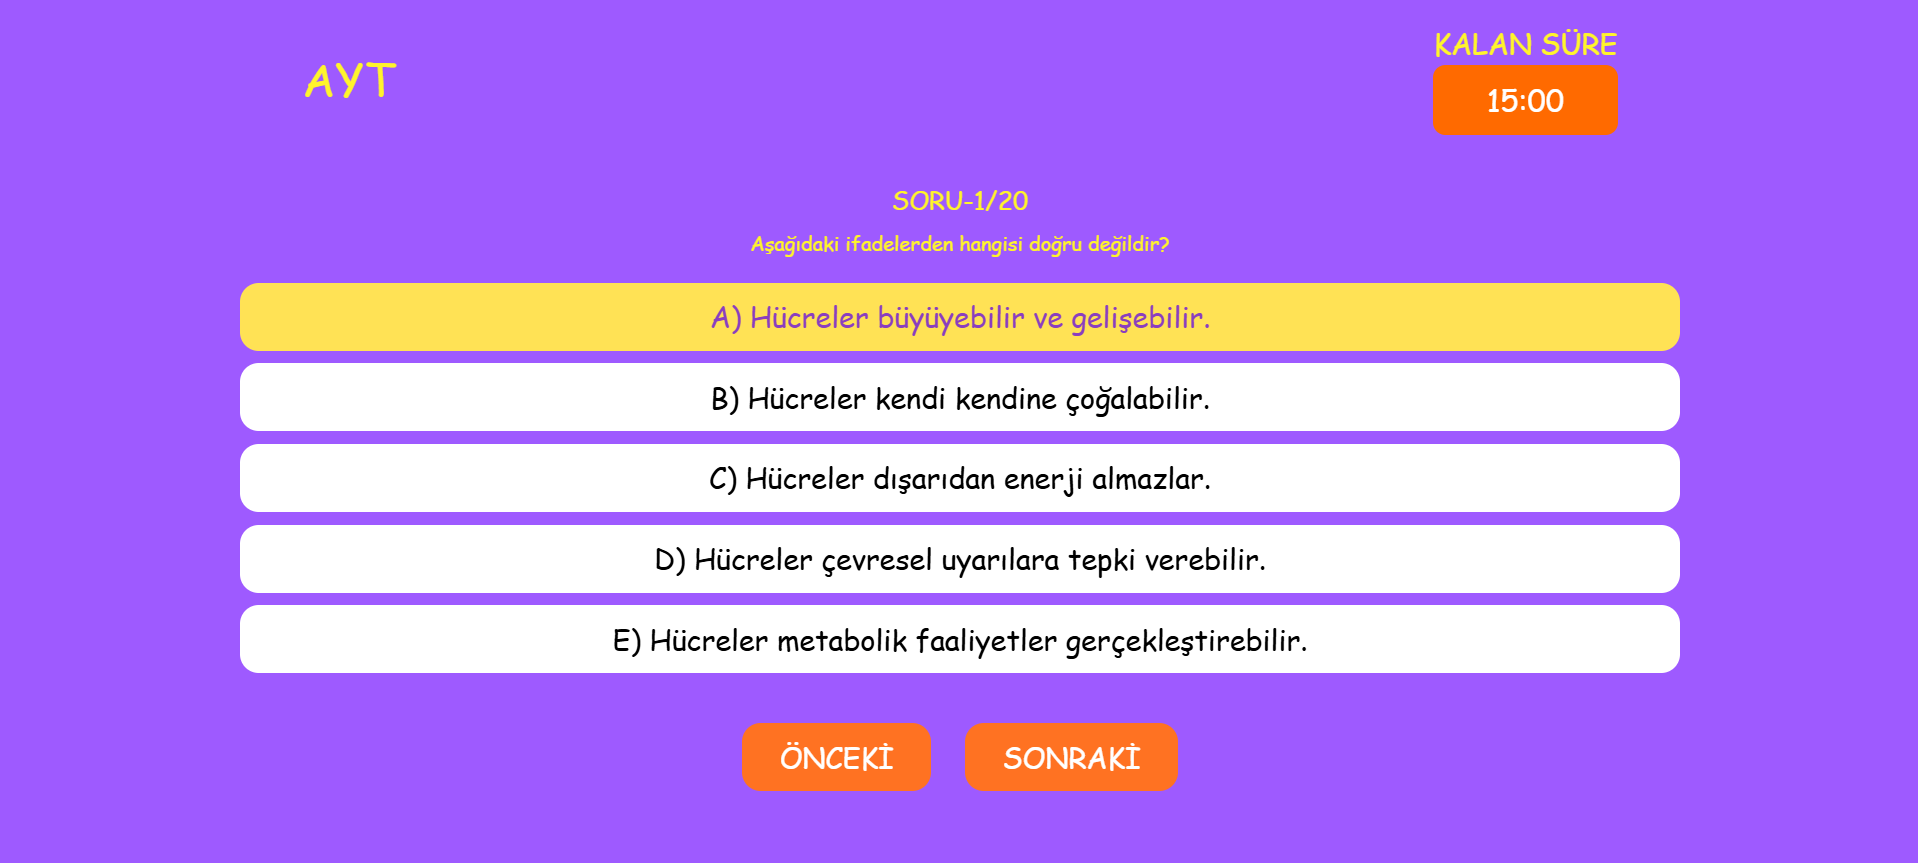 AYT
KALAN SÜRE
15:00
SORU-1/20
Aşağıdaki ifadelerden hangisi doğru değildir?
A) Hücreler büyüyebilir ve gelişebilir.
B) Hücreler kendi kendine çoğalabilir.
C) Hücreler dışarıdan enerji almazlar.
D) Hücreler çevresel uyarılara tepki verebilir.
E) Hücreler metabolik faaliyetler gerçekleştirebilir.
ÖNCEKİ
SONRAKİ